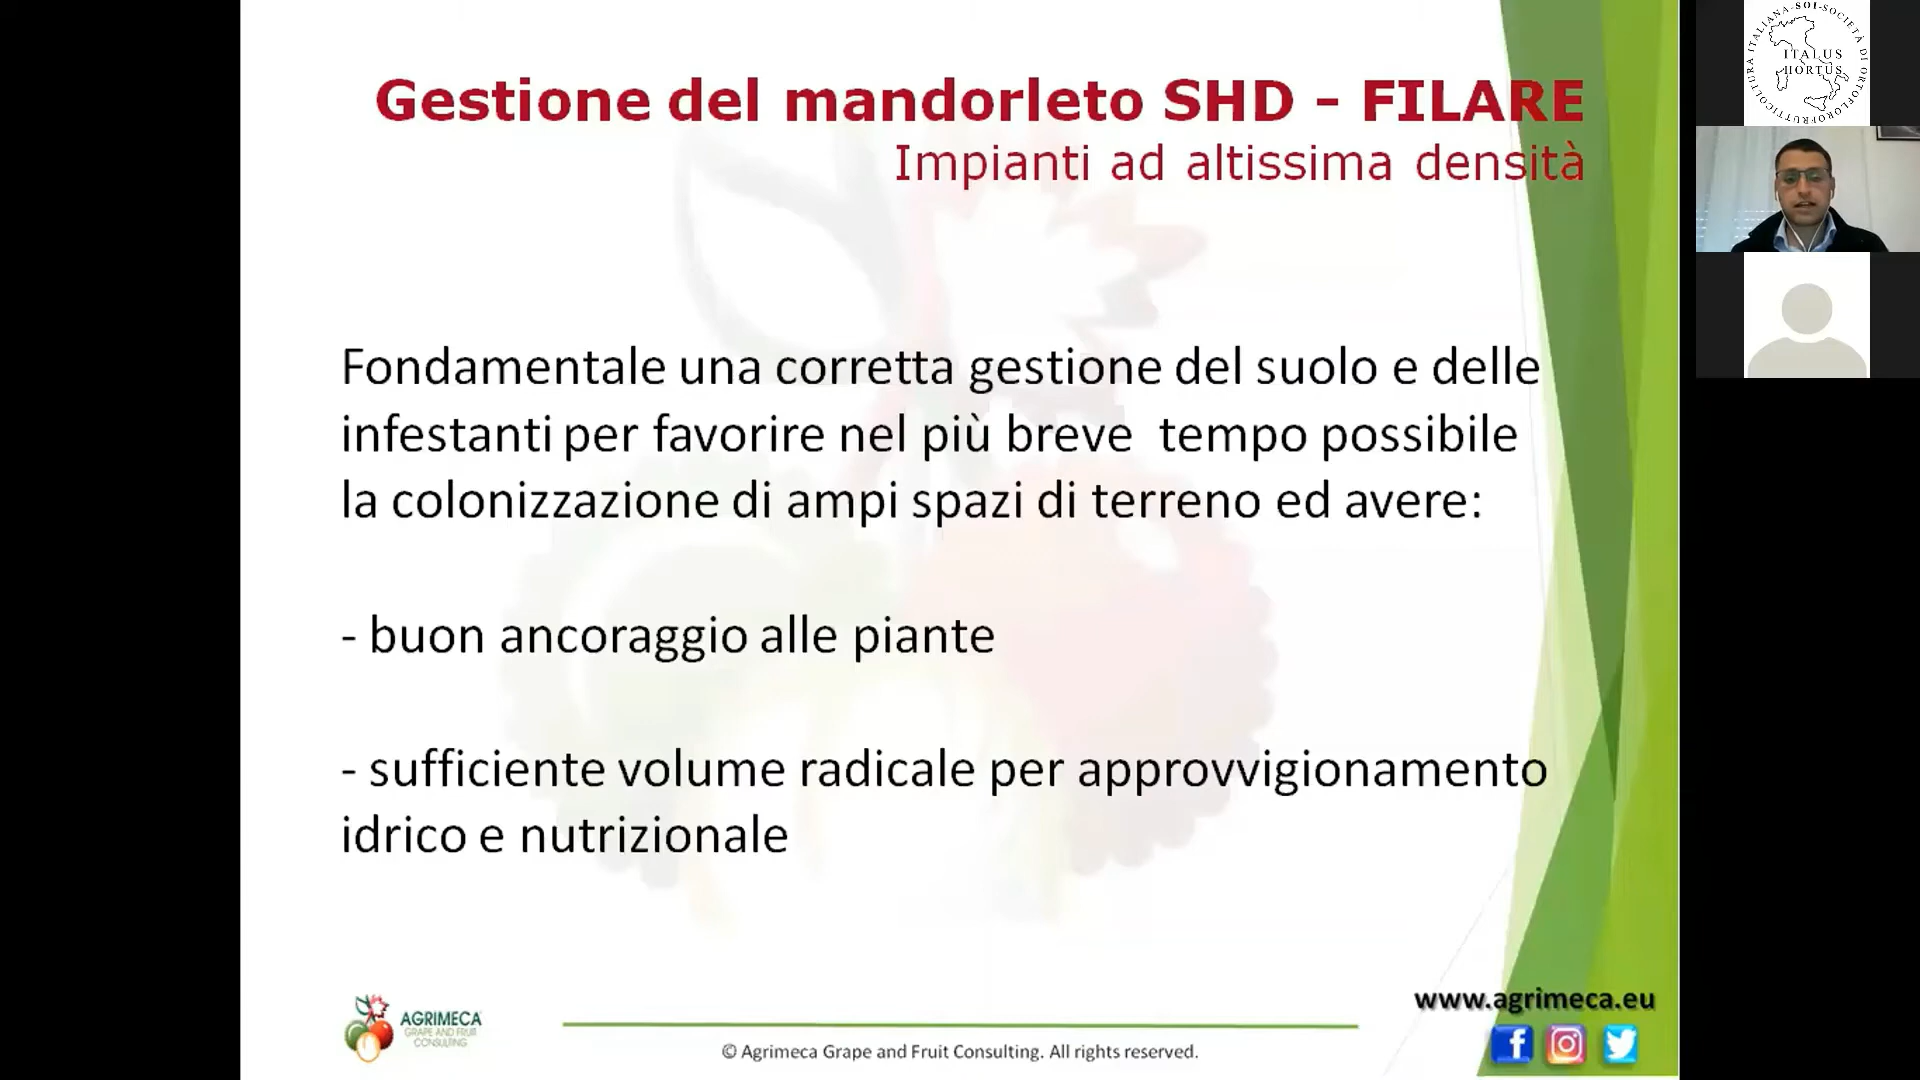 Gestione del mandorleto SHD - FILARE
Impianti ad altissima densità
Fondamentale una corretta gestione del suolo e delle
infestanti per favorire nel più breve tempo possibile
la colonizzazione di ampi spazi di terreno ed avere:
- buon ancoraggio alle piante
- sufficiente volume radicale per approvvigionamento
idrico e nutrizionale
AGRIMECA
GRAPE AND FRUIT
CONSULTING
© Agrimeca Grape and Fruit Consulting. All rights reserved.
www.agrimeca.eu
SOI-SOCIETÀ DI ORTOFLOROFRUTTICOLTURA ITALIANA-
ITALUS
HORTUS